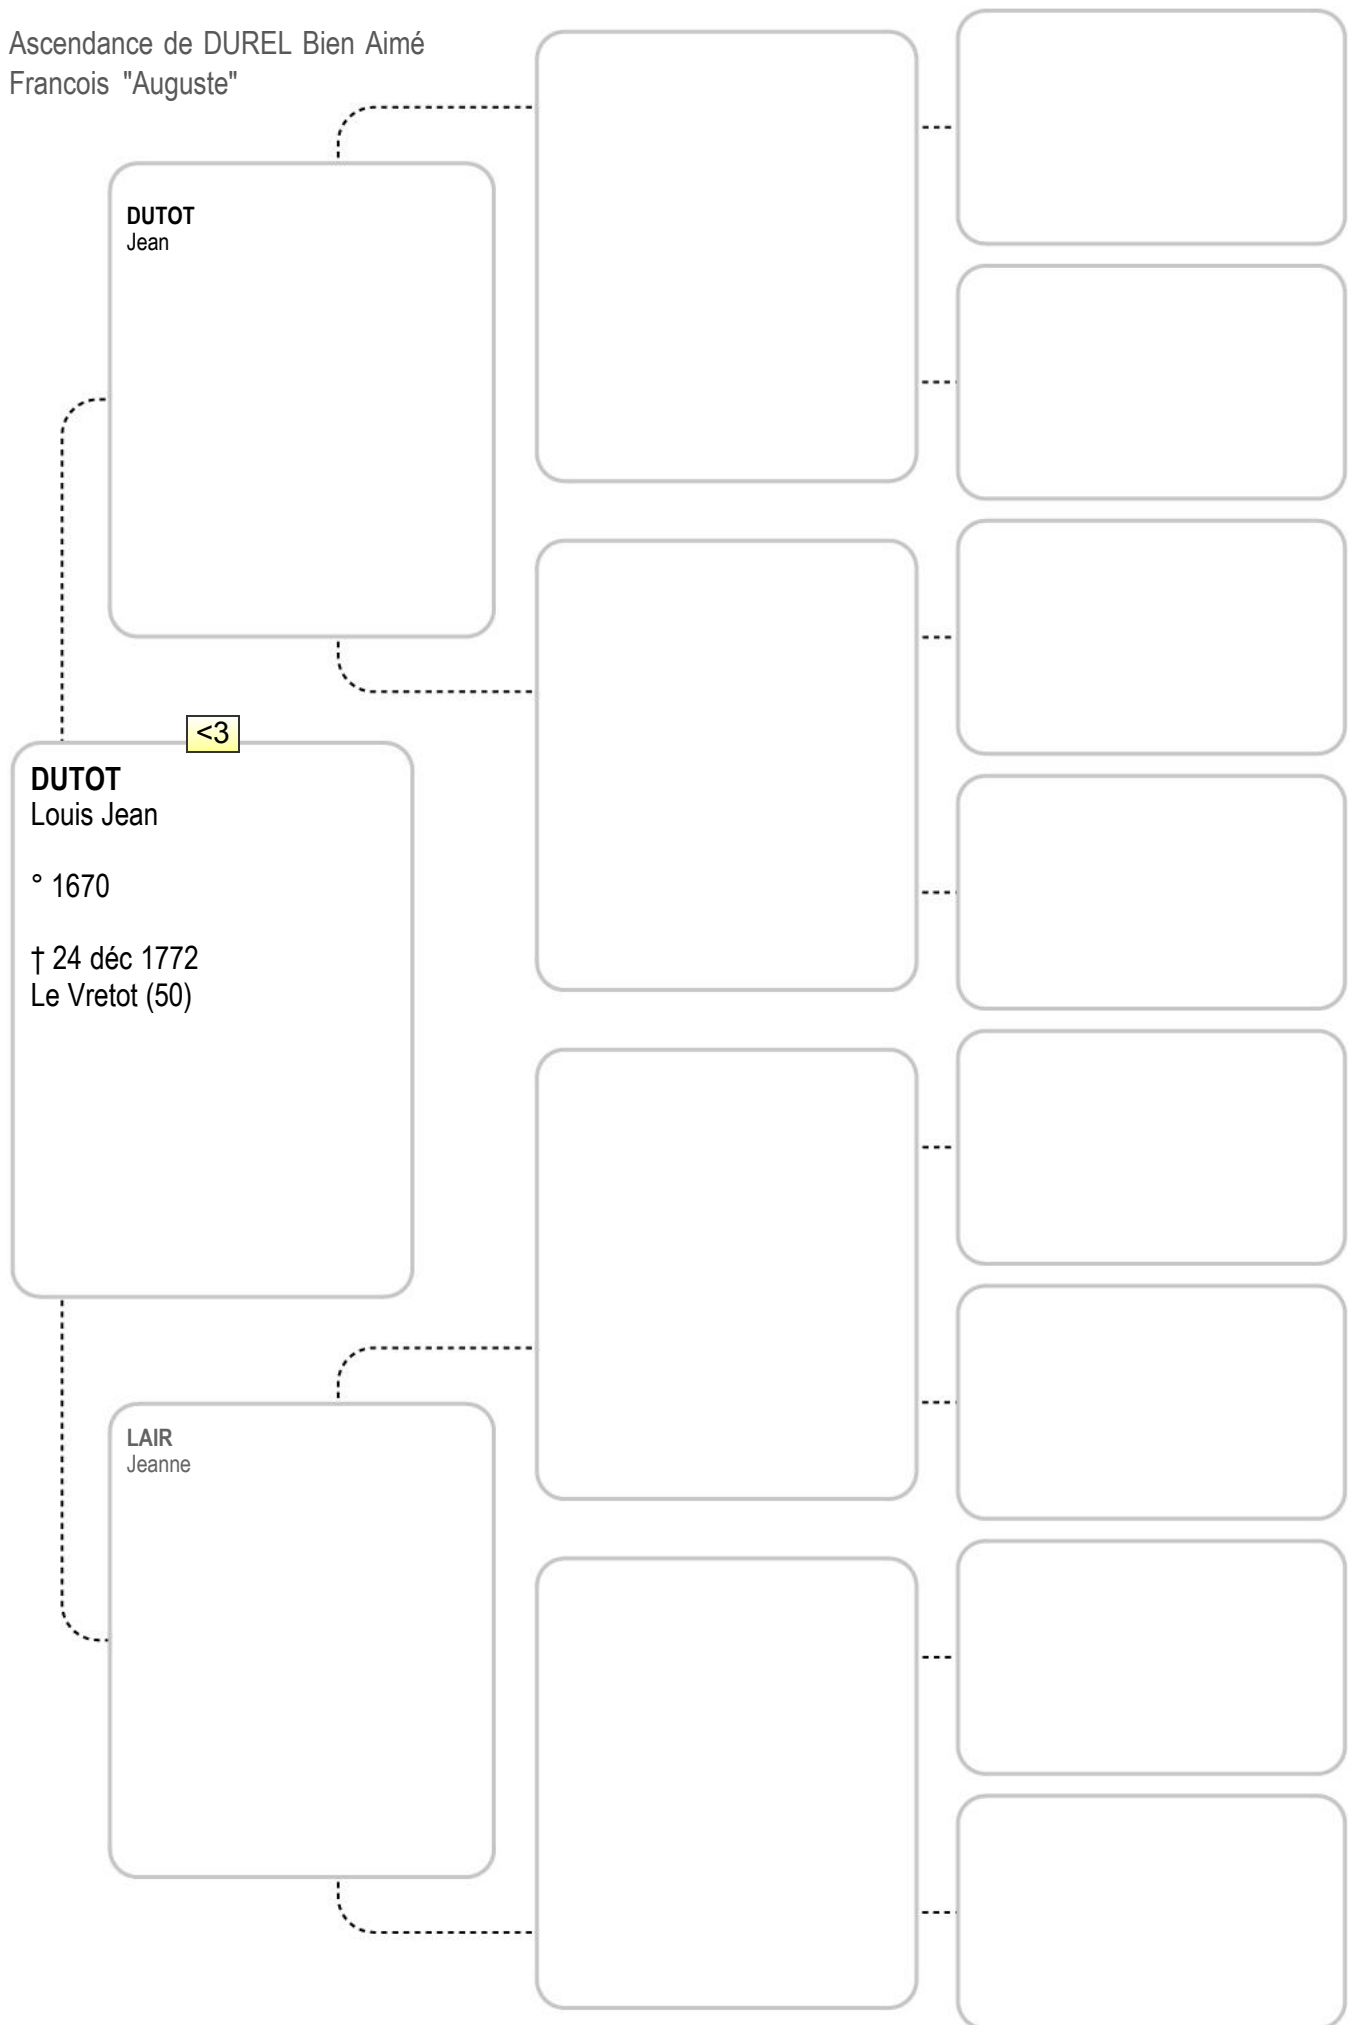 Ascendance de DUREL Bien Aimé
Francois "Auguste"
DUTOT
Jean
<3
DUTOT
Louis Jean
° 1670
† 24 déc 1772
Le Vretot (50)
LAIR
Jeanne